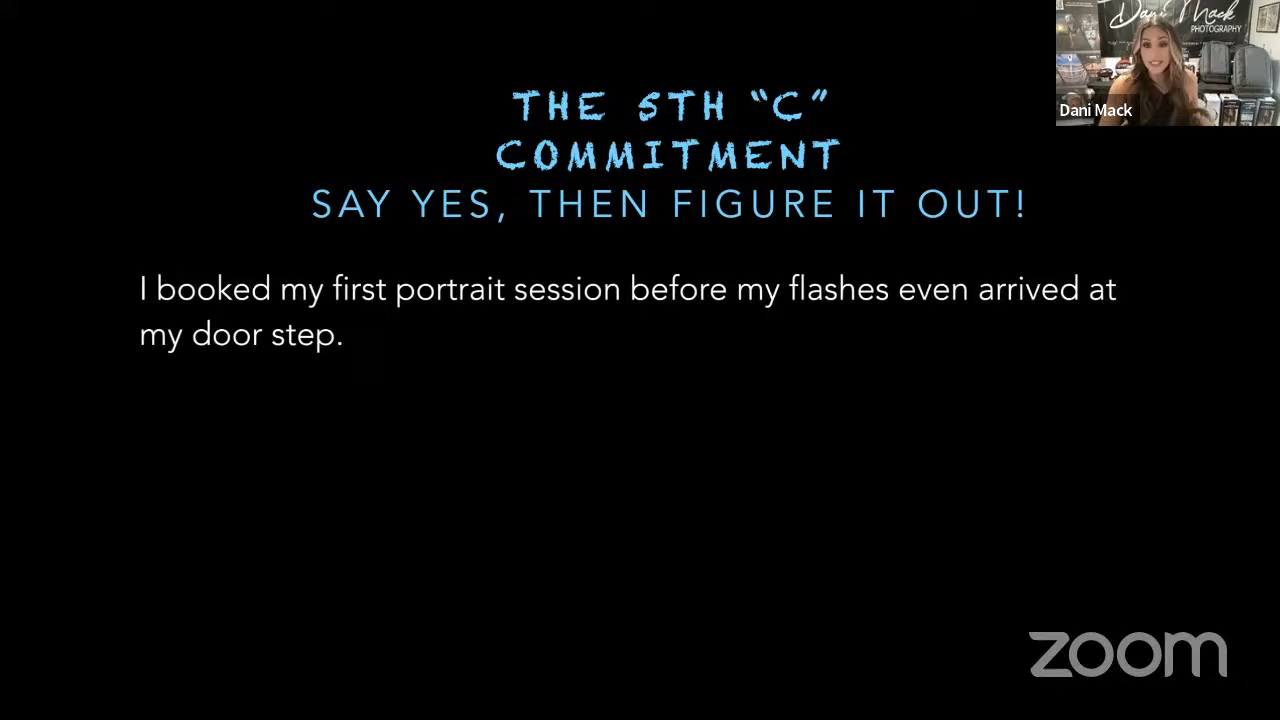 Dani Mack
PHOTOGRAPHY
Dani Mack
THE 5TH “C”
COMMITMENT
SAY YES, THEN FIGURE IT OUT!
I booked my first portrait session before my flashes even arrived at
my door step.
zoom